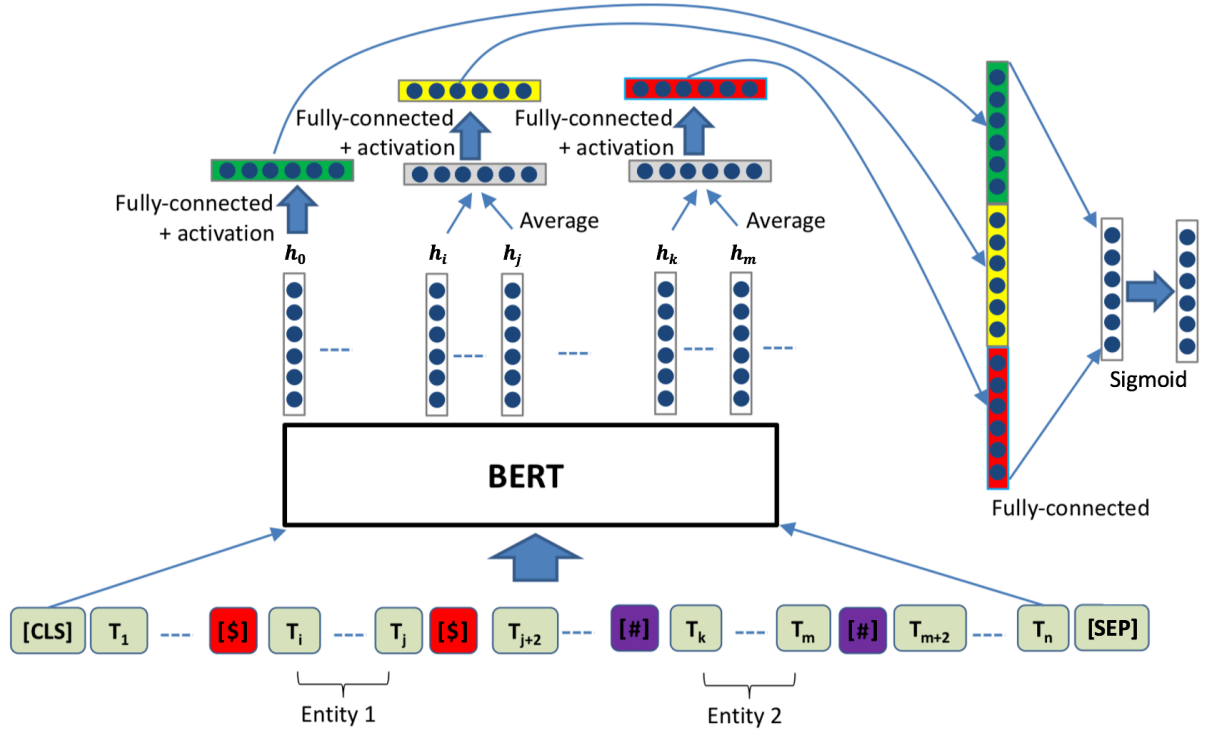 Fully-connected
+ activation
Fully-connected
+ activation
Fully-connected
+ activation
Average
Average
h0
hi
hj
hk
hm
Sigmoid
Fully-connected
BERT
[CLS]
T1
[$]
Ti
Tj
[$]
Tj+2
[#]
Tk
Tm
[#]
Tm+2
Tn
[SEP]
Entity 1
Entity 2